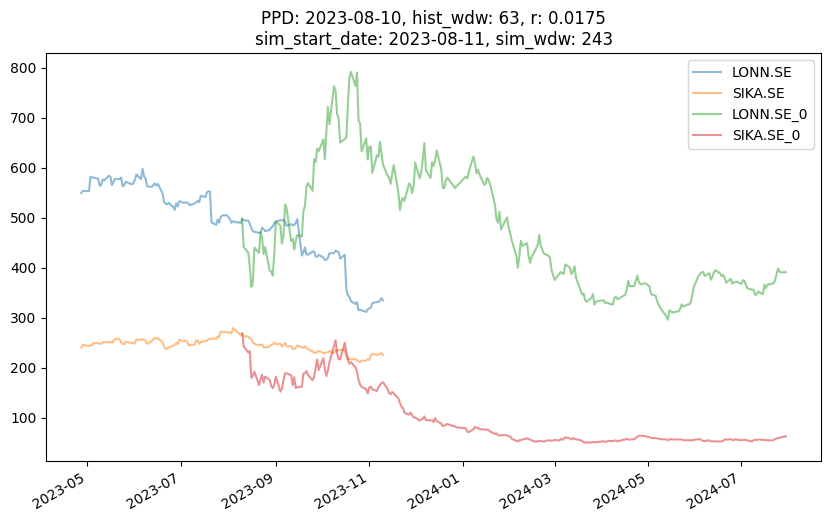 PPD: 2023-08-10, hist_wdw: 63, r: 0.0175
sim_start_date: 2023-08-11, sim_wdw: 243
LONN.SE
SIKA.SE
LONN.SE_0
SIKA.SE_0
800
700
600
500
400
300
200
100
2023-05
2023-07
2023-09
2023-11
2024-01
2024-03
2024-05
2024-07